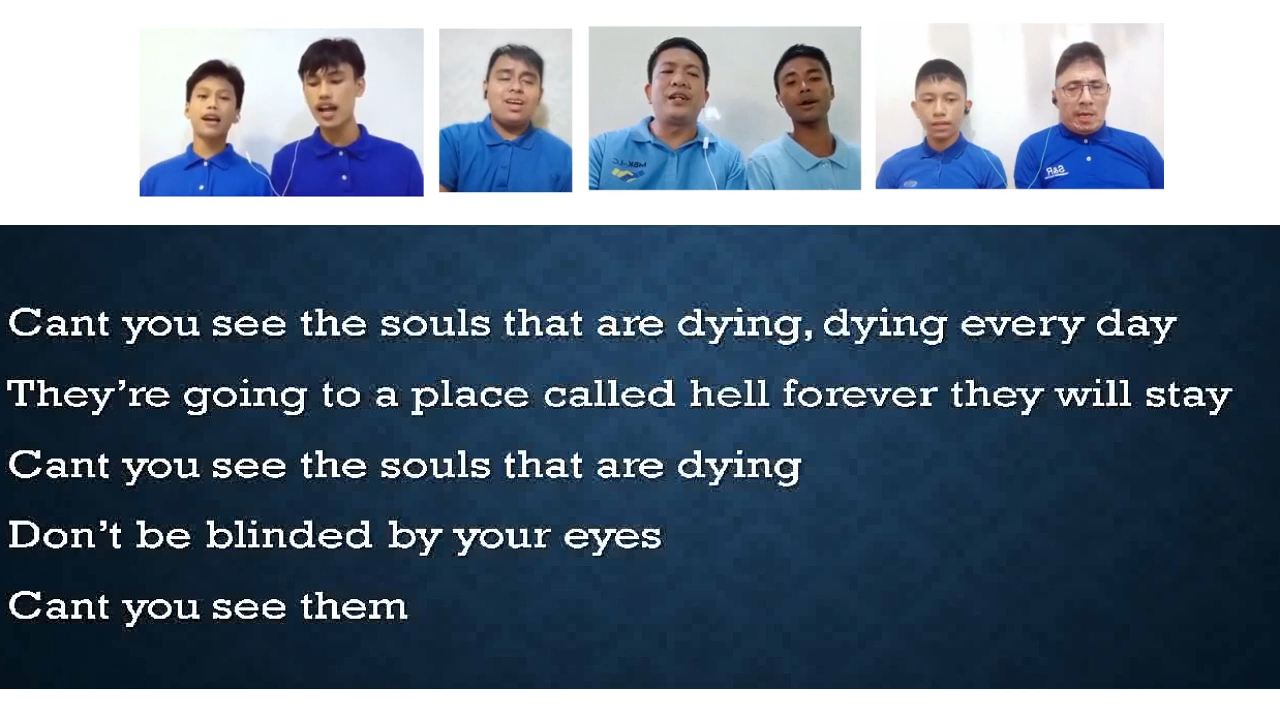 MBK-LC
S&R
Cant you see the souls that are dying, dying every day
They’re going to a place called hell forever they will stay
Cant you see the souls that are dying
Don’t be blinded by your eyes
Cant you see them